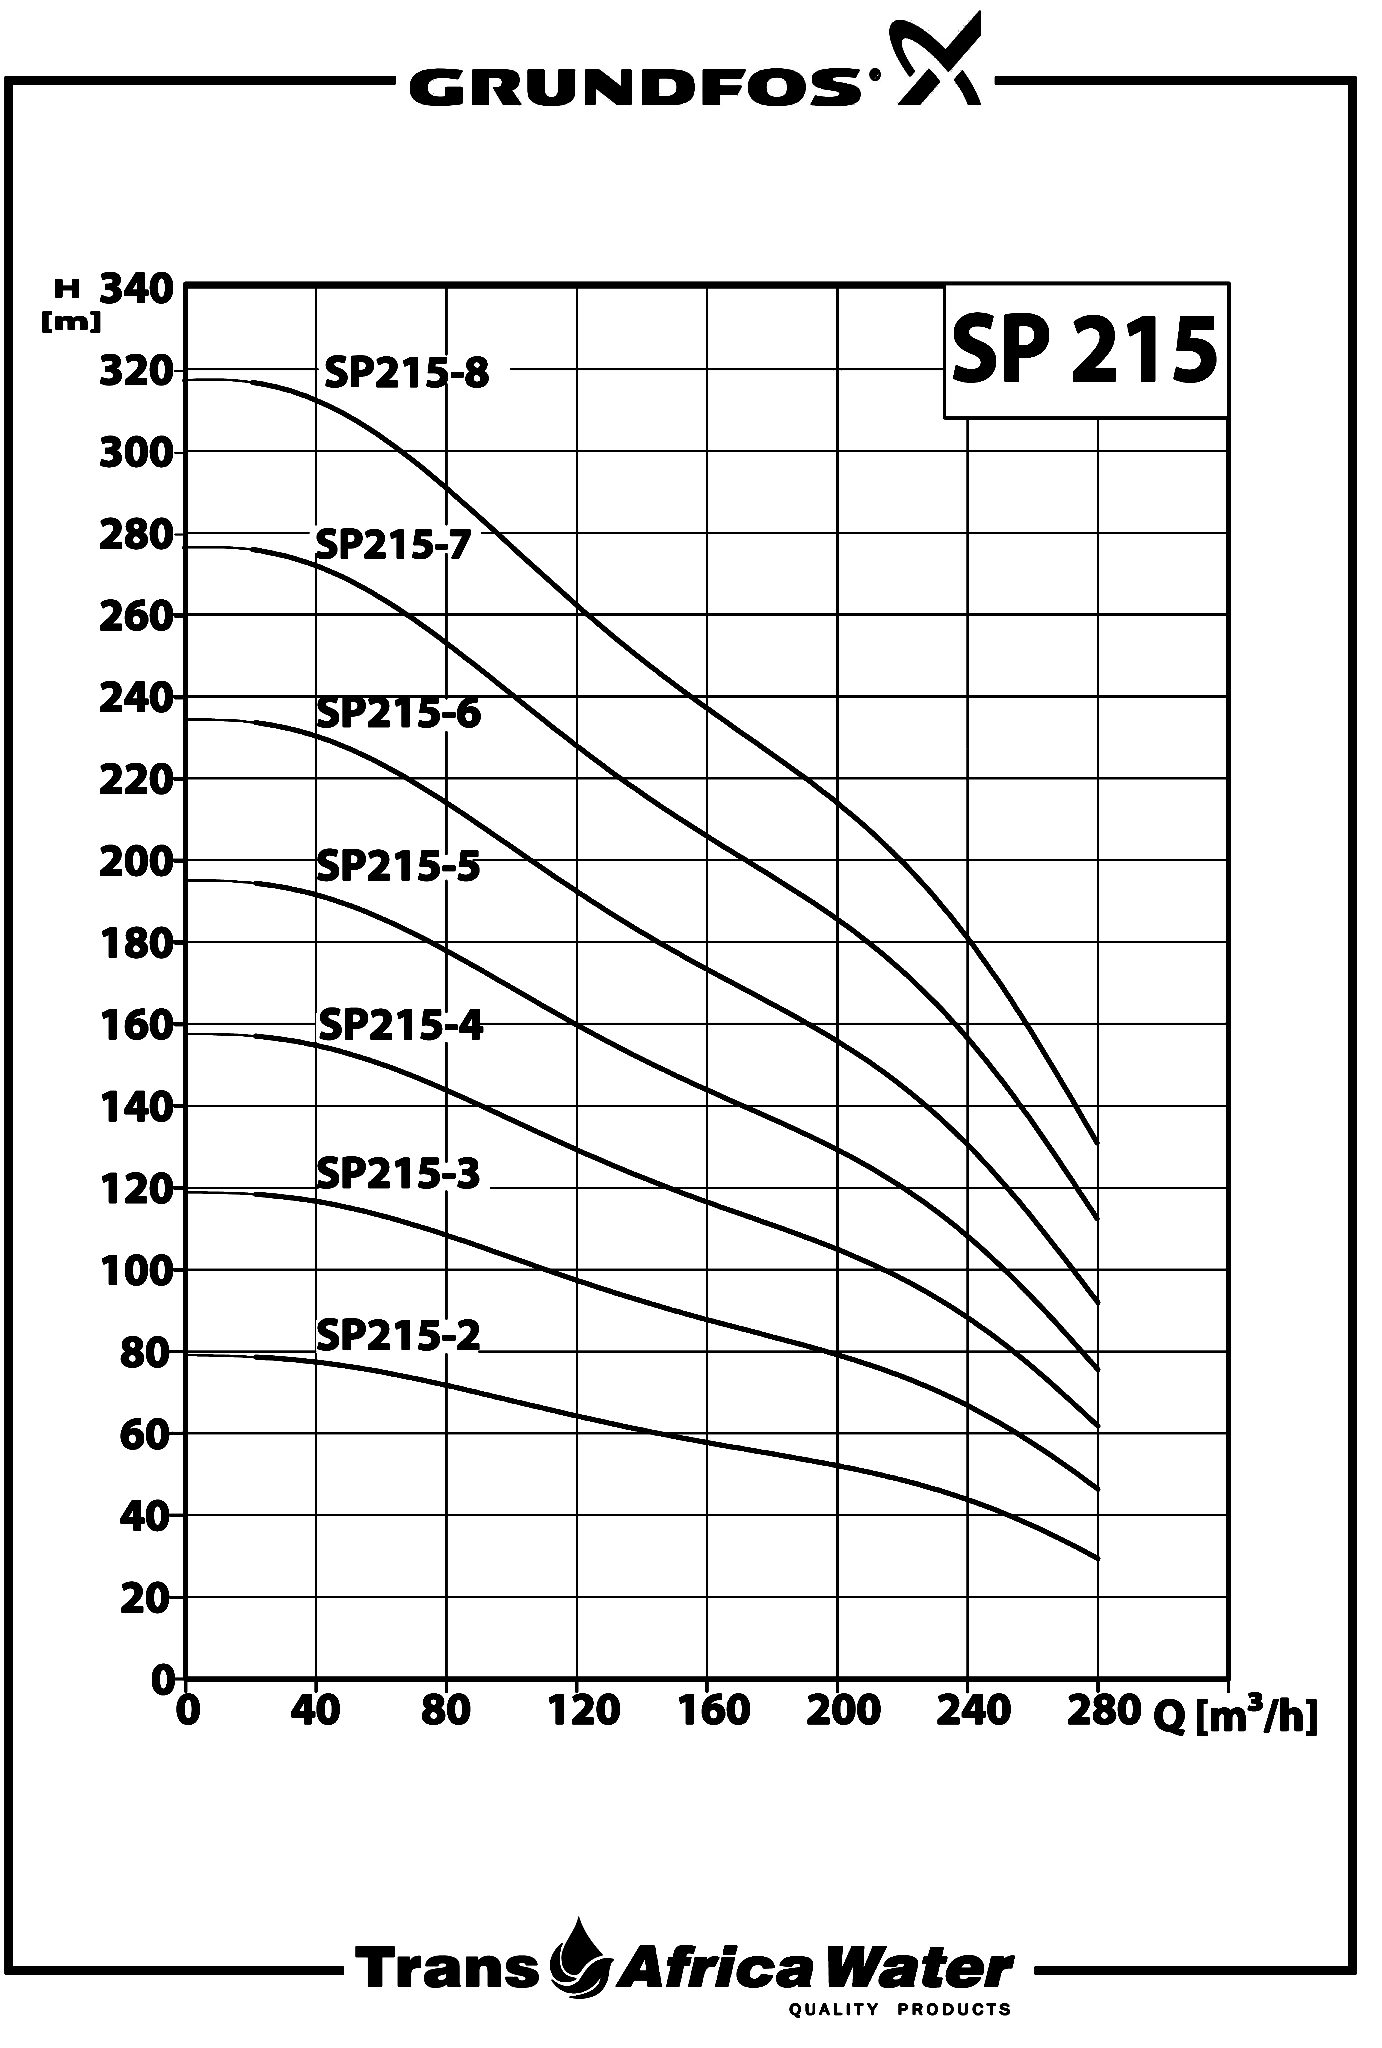 GRUNDFOS®
H
[m]
340
SP 215
320
SP215-8
300
280
SP215-7
260
240
SP215-6
220
200
SP215-5
180
160
SP215-4
140
120
SP215-3
100
80
SP215-2
60
40
20
0
0 40 80 120 160 200 240 280 Q [m³/h]
Trans Africa Water
QUALITY PRODUCTS